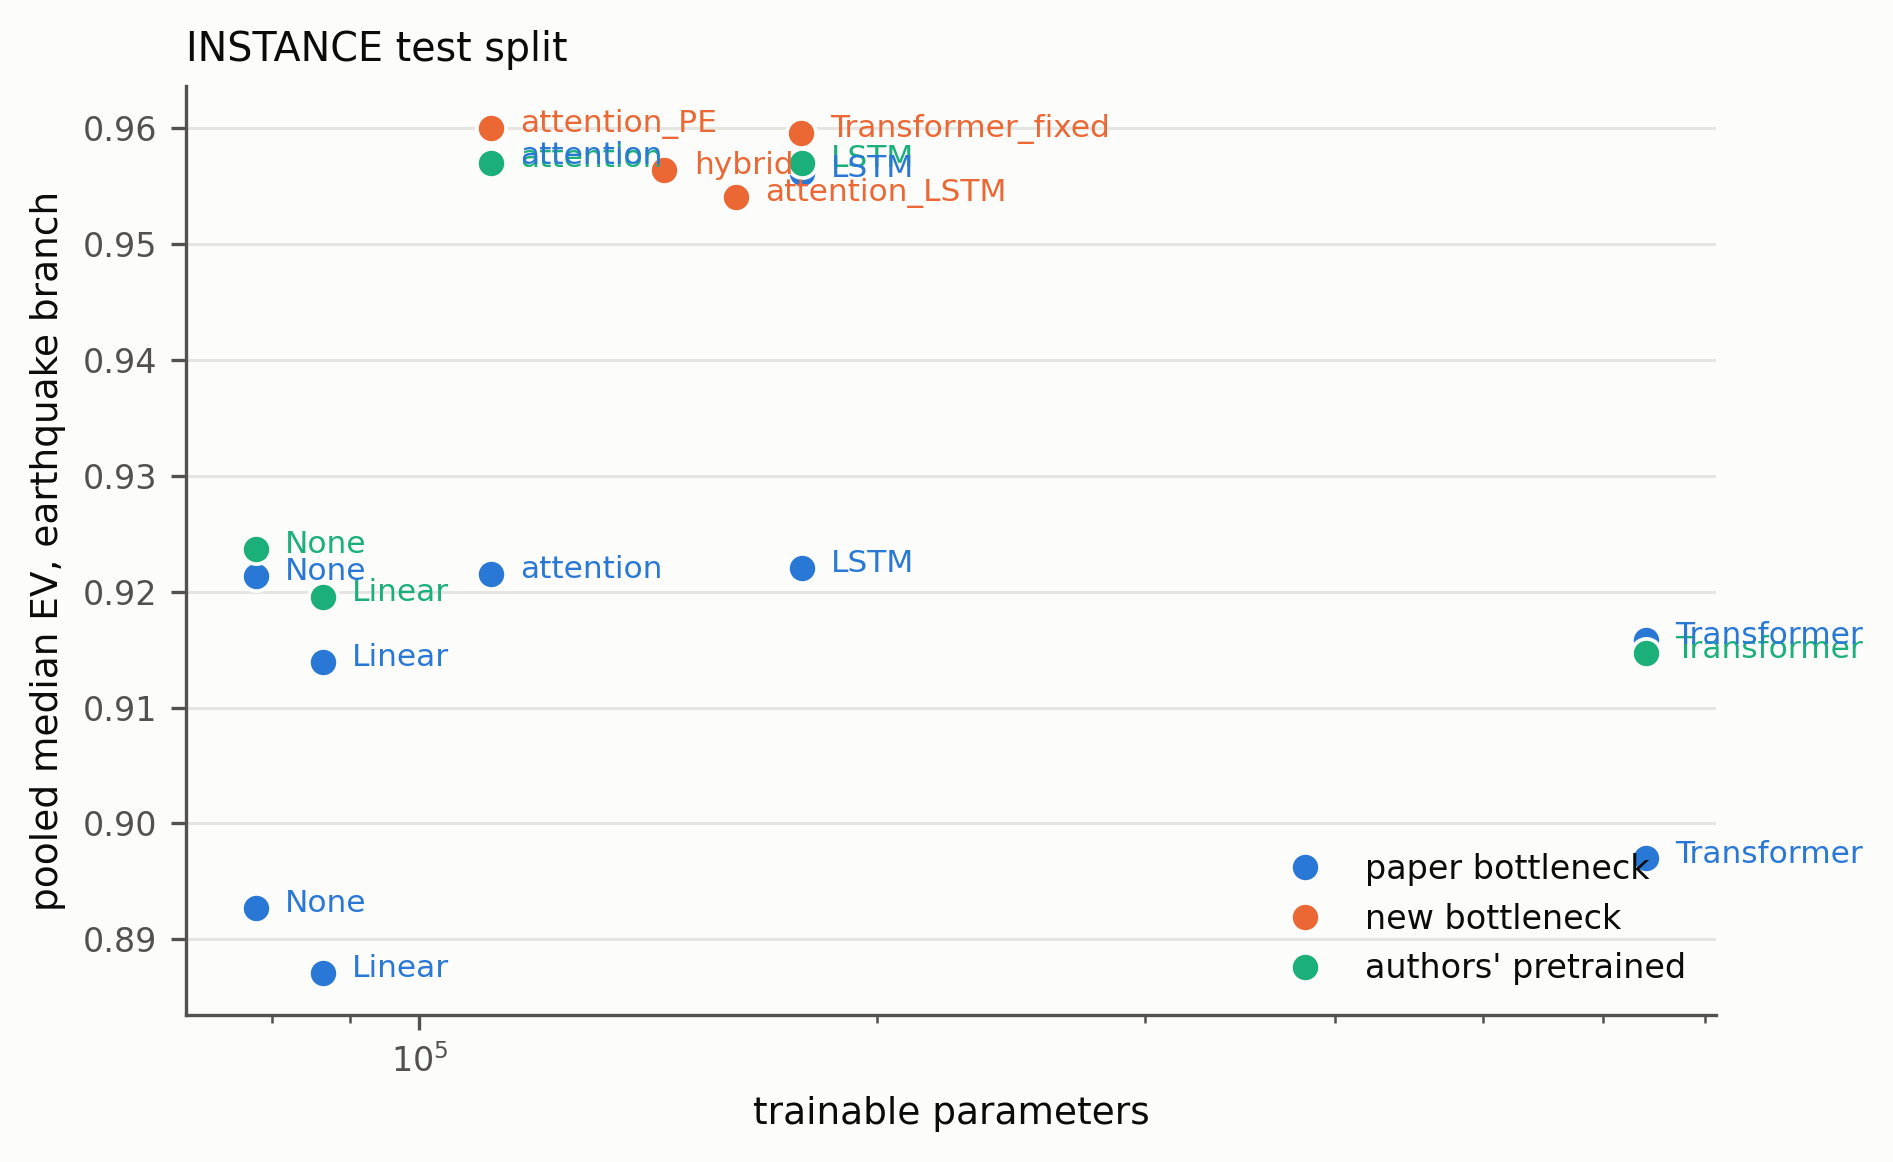 INSTANCE test split
pooled median EV, earthquake branch
0.96
0.95
0.94
0.93
0.92
0.91
0.90
0.89
attention_PE
Transformer_fixed
attention
attention
hybrid
LSTM
LSTM
attention_LSTM
None
None
Linear
attention
LSTM
Linear
Transformer
Transformer
Transformer
None
Linear
paper bottleneck
new bottleneck
authors' pretrained
10⁵
trainable parameters